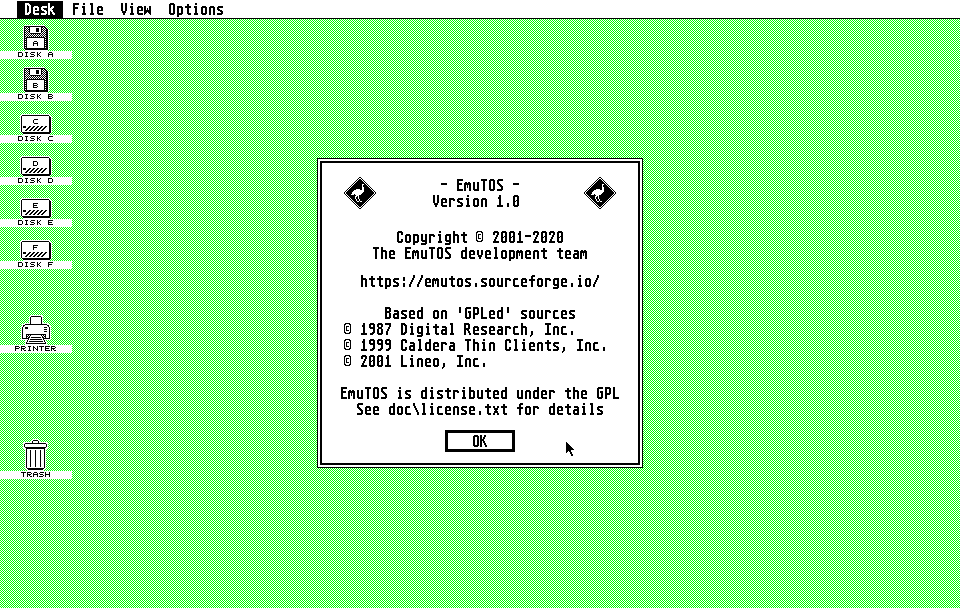 Desk File View Options
A
DISK A
B
DISK B
C
DISK C
D
DISK D
E
DISK E
F
DISK F
PRINTER
TRASH
- EmuTOS -
Version 1.0
Copyright © 2001-2020
The EmuTOS development team
https://emutos.sourceforge.io/
Based on 'GPLed' sources
© 1987 Digital Research, Inc.
© 1999 Caldera Thin Clients, Inc.
© 2001 Lineo, Inc.
EmuTOS is distributed under the GPL
See doc\license.txt for details
OK